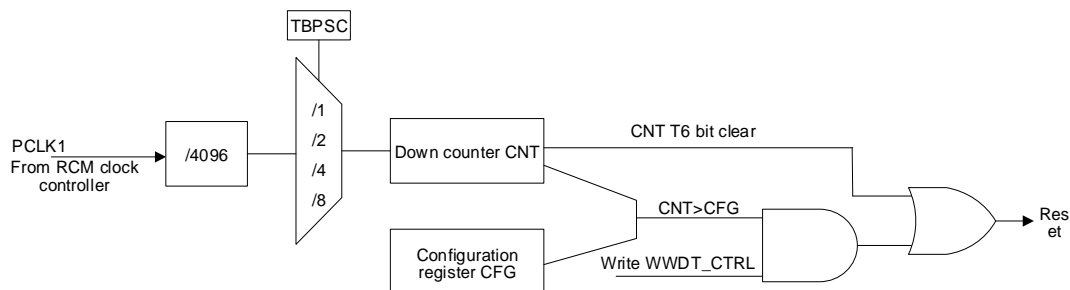 TBPSC
/1
/2
/4
/8
PCLK1
From RCM clock
controller
/4096
Down counter CNT
CNT T6 bit clear
CNT>CFG
Configuration
register CFG
Write WWDT_CTRL
Res
et